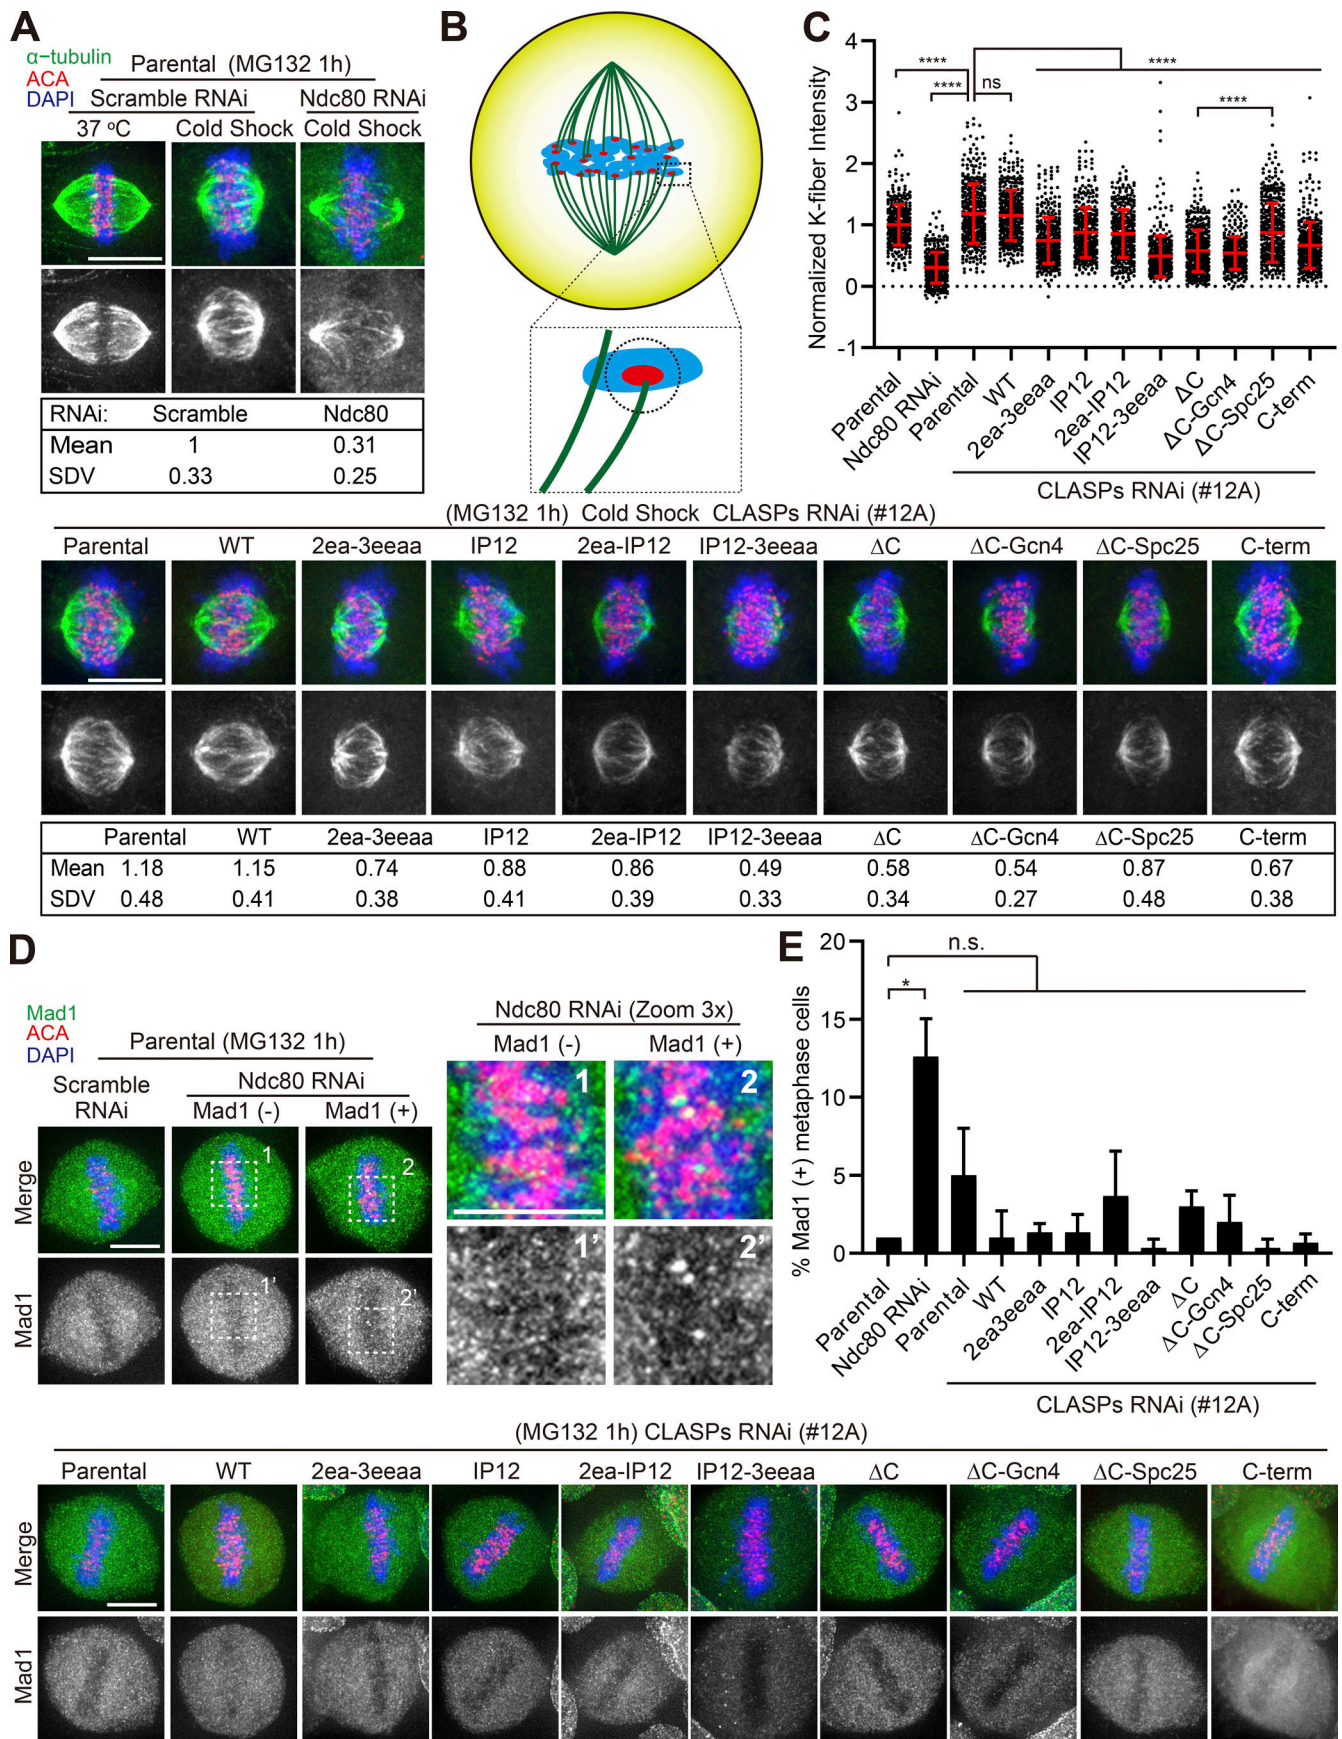 A
α−tubulin
ACA
DAPI
Parental (MG132 1h)
Scramble RNAi
Ndc80 RNAi
37 ºC
Cold Shock
Cold Shock
RNAi: Scramble Ndc80
Mean 1 0.31
SDV 0.33 0.25
B
C
Normalized K-fiber Intensity
4
3
2
1
0
-1
****
****
ns
****
****
Parental
Ndc80 RNAi
Parental
WT
2ea-3eeaa
IP12
2ea-IP12
IP12-3eeaa
ΔC
ΔC-Gcn4
ΔC-Spc25
C-term
CLASPs RNAi (#12A)
(MG132 1h) Cold Shock CLASPs RNAi (#12A)
Parental WT 2ea-3eeaa IP12 2ea-IP12 IP12-3eeaa ΔC ΔC-Gcn4 ΔC-Spc25 C-term
Parental WT 2ea-3eeaa IP12 2ea-IP12 IP12-3eeaa ΔC ΔC-Gcn4 ΔC-Spc25 C-term
Mean 1.18 1.15 0.74 0.88 0.86 0.49 0.58 0.54 0.87 0.67
SDV 0.48 0.41 0.38 0.41 0.39 0.33 0.34 0.27 0.48 0.38
D
Mad1
ACA
DAPI
Parental (MG132 1h)
Scramble
RNAi
Ndc80 RNAi
Mad1 (-)
Mad1 (+)
Merge
Mad1
1
2
1’
2’
Ndc80 RNAi (Zoom 3x)
Mad1 (-)
Mad1 (+)
1
2
1’
2’
E
% Mad1 (+) metaphase cells
20
15
10
5
0
n.s.
*
Parental
Ndc80 RNAi
Parental
WT
2ea3eeaa
IP12
2ea-IP12
IP12-3eeaa
ΔC
ΔC-Gcn4
ΔC-Spc25
C-term
CLASPs RNAi (#12A)
(MG132 1h) CLASPs RNAi (#12A)
Parental WT 2ea-3eeaa IP12 2ea-IP12 IP12-3eeaa ΔC ΔC-Gcn4 ΔC-Spc25 C-term
Merge
Mad1